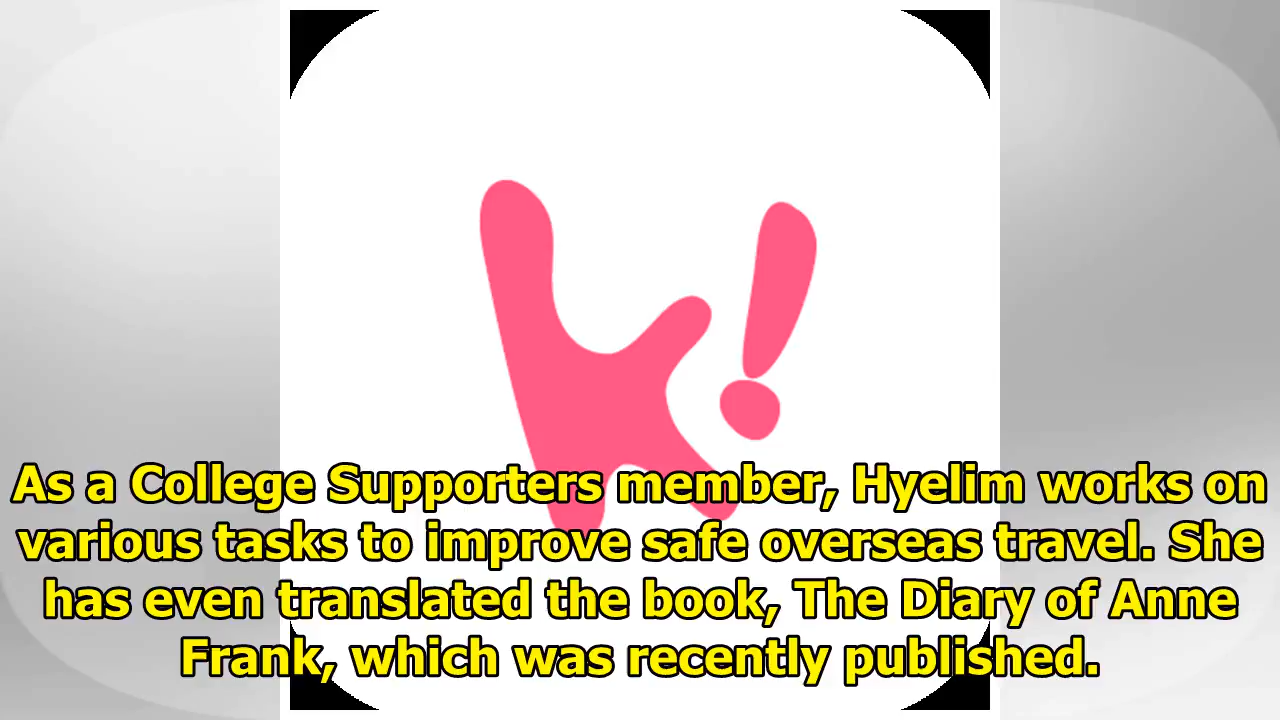 k!
As a College Supporters member, Hyelim works on
various tasks to improve safe overseas travel. She
has even translated the book, The Diary of Anne
Frank, which was recently published.